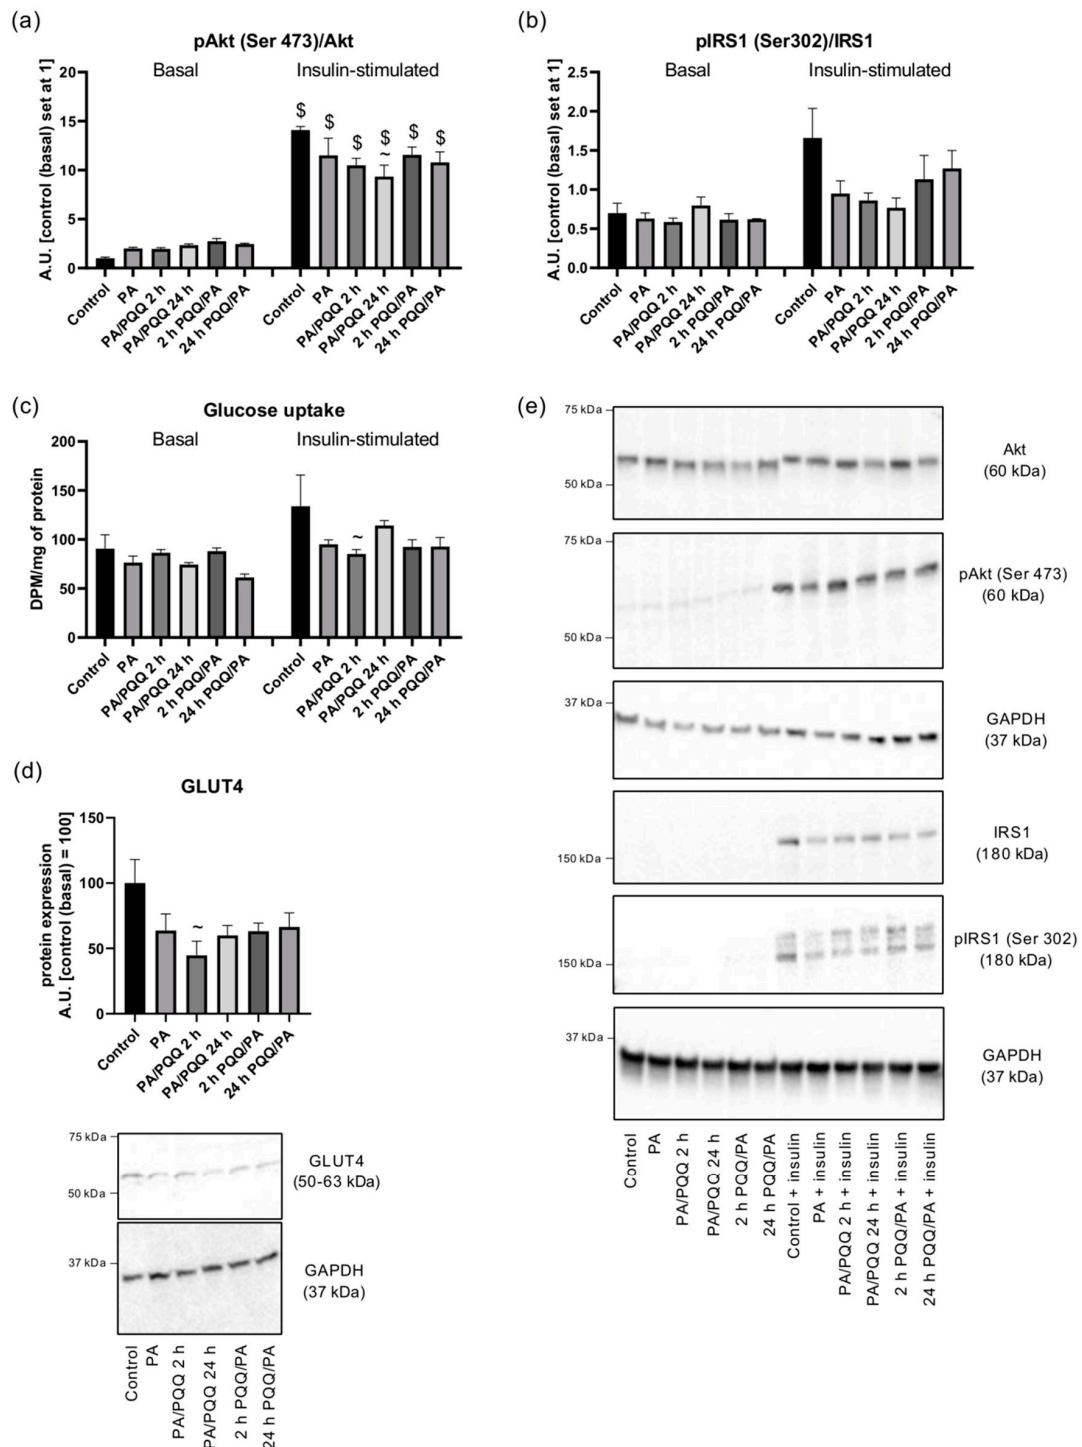 (a)
pAkt (Ser 473)/Akt
Basal
Insulin-stimulated
A.U. [control (basal) set at 1]
20
15
10
5
0
$
$
$
$
~
$
$
Control
PA
PA/PQQ 2 h
PA/PQQ 24 h
2 h PQQ/PA
24 h PQQ/PA
Control
PA
PA/PQQ 2 h
PA/PQQ 24 h
2 h PQQ/PA
24 h PQQ/PA
(b)
pIRS1 (Ser302)/IRS1
Basal
Insulin-stimulated
A.U. [control (basal) set at 1]
2.5
2.0
1.5
1.0
0.5
0.0
Control
PA
PA/PQQ 2 h
PA/PQQ 24 h
2 h PQQ/PA
24 h PQQ/PA
Control
PA
PA/PQQ 2 h
PA/PQQ 24 h
2 h PQQ/PA
24 h PQQ/PA
(c)
Glucose uptake
Basal
Insulin-stimulated
DPM/mg of protein
200
150
100
50
0
~
Control
PA
PA/PQQ 2 h
PA/PQQ 24 h
2 h PQQ/PA
24 h PQQ/PA
Control
PA
PA/PQQ 2 h
PA/PQQ 24 h
2 h PQQ/PA
24 h PQQ/PA
(d)
GLUT4
protein expression
A.U. [control (basal) = 100]
150
100
50
0
~
Control
PA
PA/PQQ 2 h
PA/PQQ 24 h
2 h PQQ/PA
24 h PQQ/PA
75 kDa
50 kDa
GLUT4
(50-63 kDa)
37 kDa
GAPDH
(37 kDa)
Control
PA
PA/PQQ 2 h
PA/PQQ 24 h
2 h PQQ/PA
24 h PQQ/PA
(e)
75 kDa
50 kDa
Akt
(60 kDa)
75 kDa
50 kDa
pAkt (Ser 473)
(60 kDa)
37 kDa
GAPDH
(37 kDa)
150 kDa
IRS1
(180 kDa)
150 kDa
pIRS1 (Ser 302)
(180 kDa)
37 kDa
GAPDH
(37 kDa)
Control
PA
PA/PQQ 2 h
PA/PQQ 24 h
2 h PQQ/PA
24 h PQQ/PA
Control + insulin
PA + insulin
PA/PQQ 2 h + insulin
PA/PQQ 24 h + insulin
2 h PQQ/PA + insulin
24 h PQQ/PA + insulin